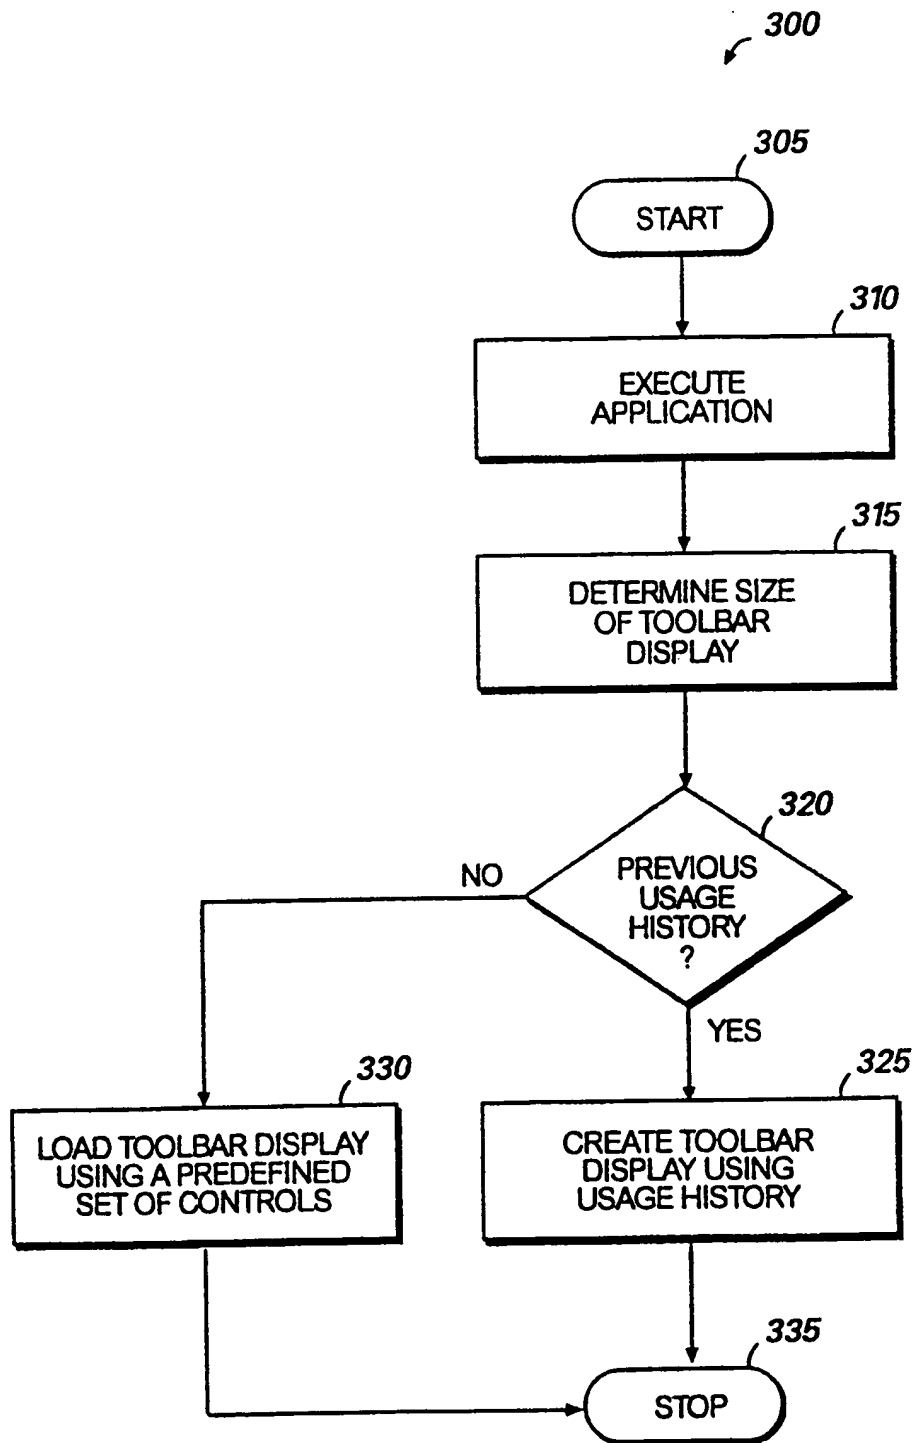 300
305
START
310
EXECUTE
APPLICATION
315
DETERMINE SIZE
OF TOOLBAR
DISPLAY
320
PREVIOUS
USAGE
HISTORY
?
NO
YES
330
LOAD TOOLBAR DISPLAY
USING A PREDEFINED
SET OF CONTROLS
325
CREATE TOOLBAR
DISPLAY USING
USAGE HISTORY
335
STOP